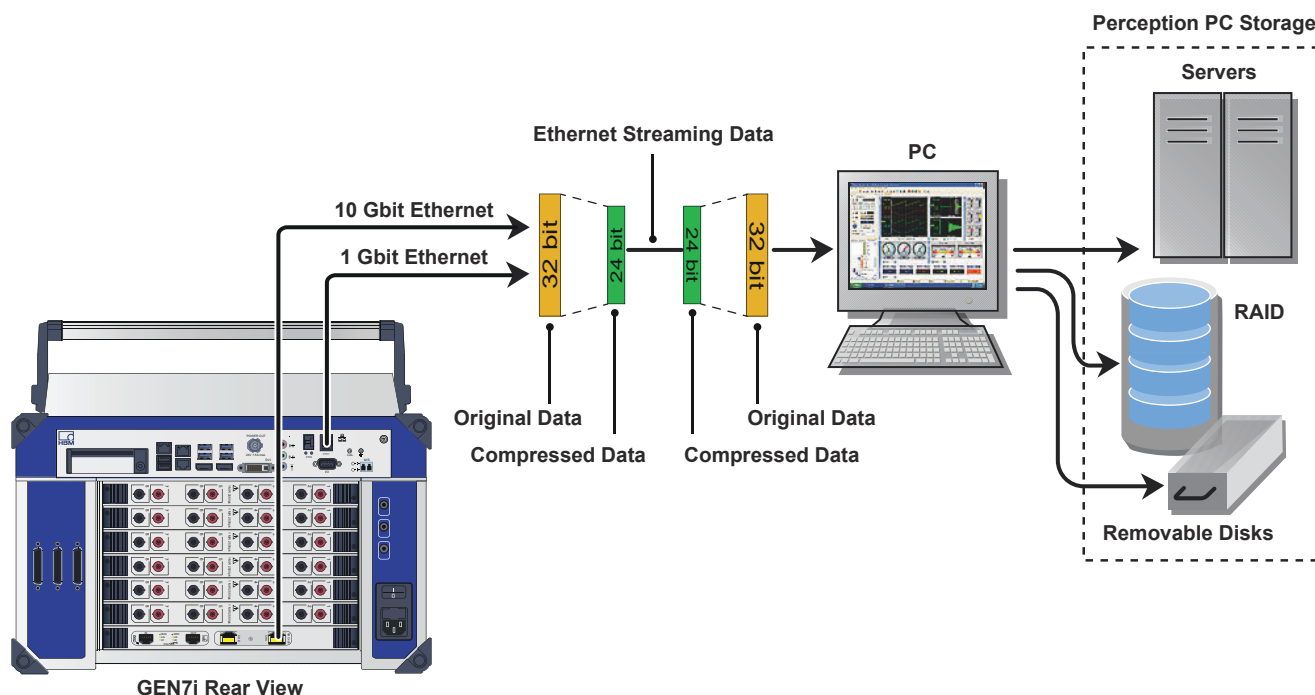 Perception PC Storage
Servers
Ethernet Streaming Data
PC
10 Gbit Ethernet
32 bit
24 bit
24 bit
32 bit
1 Gbit Ethernet
RAID
Original Data
Original Data
Compressed Data
Compressed Data
HBM
Removable Disks
GEN7i Rear View